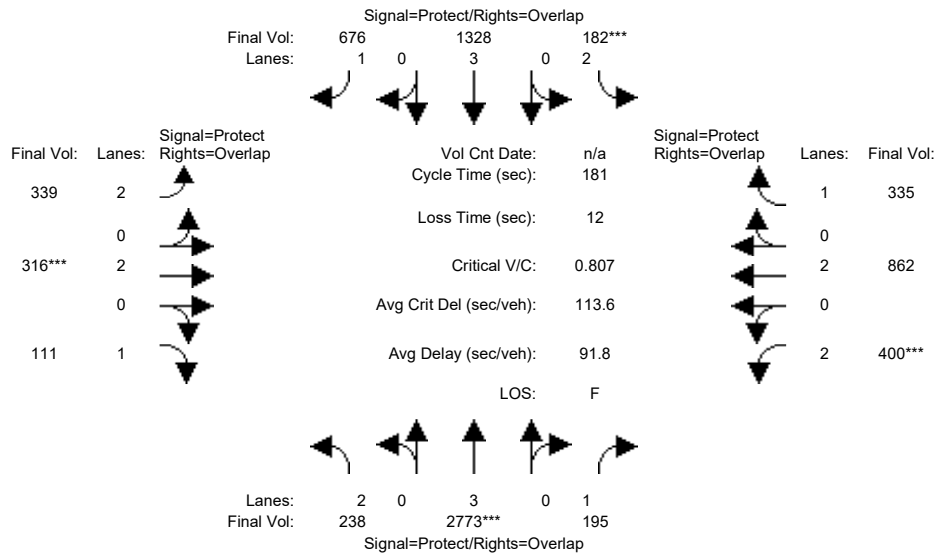 Signal=Protect/Rights=Overlap
Final Vol: 676 1328 182***
Lanes: 1 0 3 0 2
Signal=Protect
Final Vol: Lanes: Rights=Overlap
Vol Cnt Date: n/a
Signal=Protect
Rights=Overlap Lanes: Final Vol:
Cycle Time (sec): 181
339 2
1 335
Loss Time (sec): 12
0
0
316*** 2
Critical V/C: 0.807
2 862
0
Avg Crit Del (sec/veh): 113.6
0
111 1
Avg Delay (sec/veh): 91.8
2 400***
LOS: F
Lanes: 2 0 3 0 1
Final Vol: 238 2773*** 195
Signal=Protect/Rights=Overlap